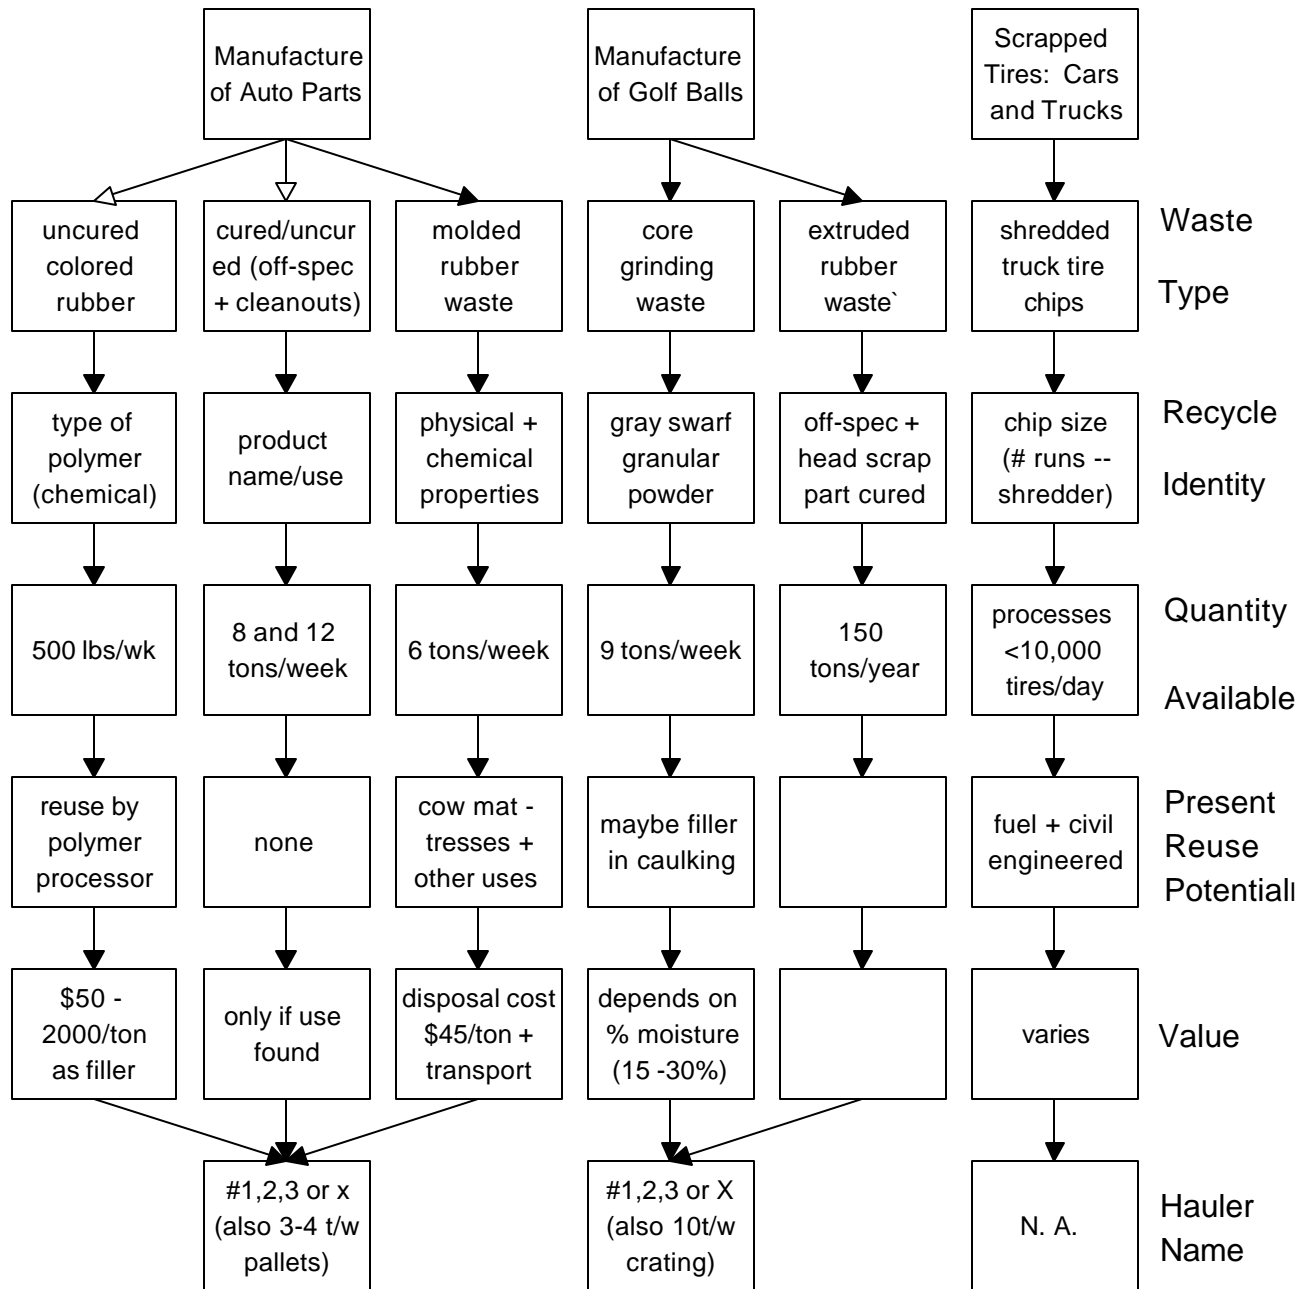 Manufacture
of Auto Parts
Manufacture
of Golf Balls
Scrapped
Tires: Cars
and Trucks
uncured
colored
rubber
cured/uncur
ed (off-spec
+ cleanouts)
molded
rubber
waste
core
grinding
waste
extruded
rubber
waste`
shredded
truck tire
chips
Waste
Type
type of
polymer
(chemical)
product
name/use
physical +
chemical
properties
gray swarf
granular
powder
off-spec +
head scrap
part cured
chip size
(# runs --
shredder)
Recycle
Identity
500 lbs/wk
8 and 12
tons/week
6 tons/week
9 tons/week
150
tons/year
processes
<10,000
tires/day
Quantity
Available
reuse by
polymer
processor
none
cow mat -
tresses +
other uses
maybe filler
in caulking
fuel + civil
engineered
Present
Reuse
Potentiall
$50 -
2000/ton
as filler
only if use
found
disposal cost
$45/ton +
transport
depends on
% moisture
(15 -30%)
varies
Value
#1,2,3 or x
(also 3-4 t/w
pallets)
#1,2,3 or X
(also 10t/w
crating)
N. A.
Hauler
Name